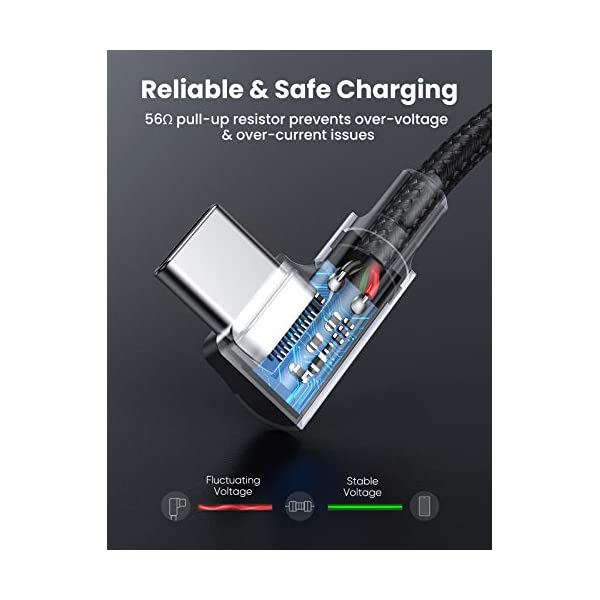 Reliable & Safe Charging
56Ω pull-up resistor prevents over-voltage
& over-current issues
Fluctuating
Voltage
Stable
Voltage